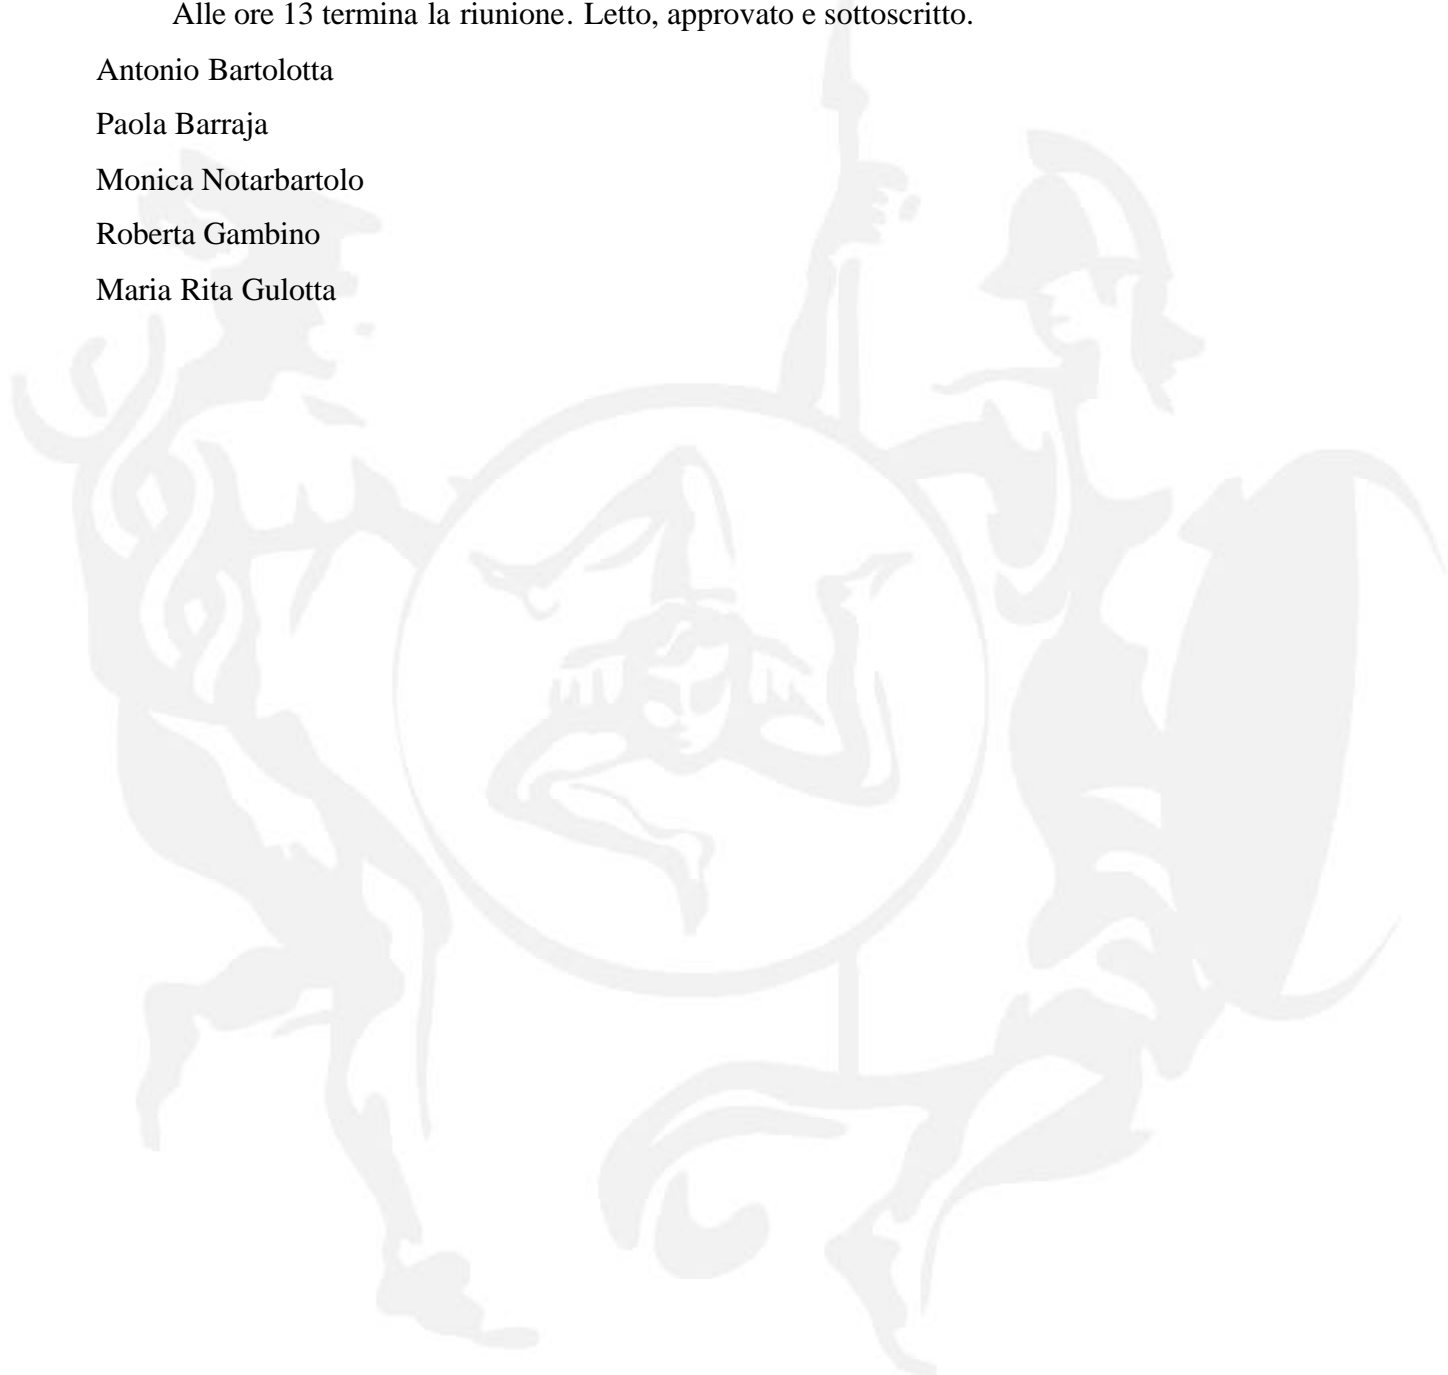 Alle ore 13 termina la riunione. Letto, approvato e sottoscritto.
Antonio Bartolotta
Paola Barraja
Monica Notarbartolo
Roberta Gambino
Maria Rita Gulotta